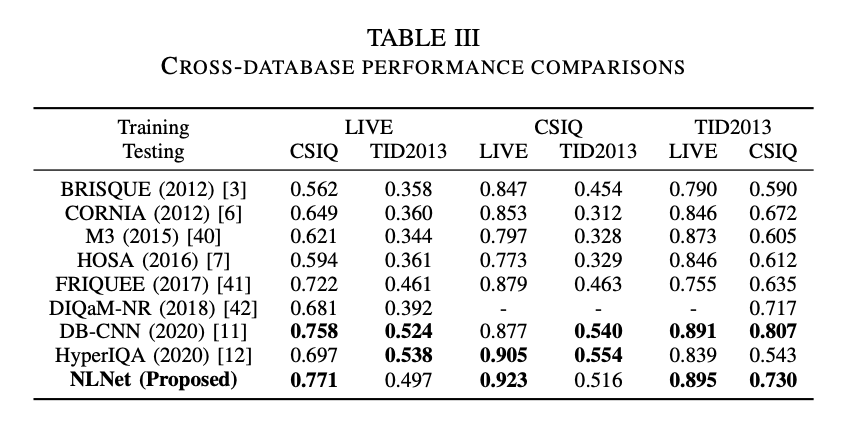 TABLE III
CROSS-DATABASE PERFORMANCE COMPARISONS
Training LIVE CSIQ TID2013
Testing CSIQ TID2013 LIVE TID2013 LIVE CSIQ
BRISQUE (2012) [3] 0.562 0.358 0.847 0.454 0.790 0.590
CORNIA (2012) [6] 0.649 0.360 0.853 0.312 0.846 0.672
M3 (2015) [40] 0.621 0.344 0.797 0.328 0.873 0.605
HOSA (2016) [7] 0.594 0.361 0.773 0.329 0.846 0.612
FRIQUEE (2017) [41] 0.722 0.461 0.879 0.463 0.755 0.635
DIQaM-NR (2018) [42] 0.681 0.392 - - - 0.717
DB-CNN (2020) [11] 0.758 0.524 0.877 0.540 0.891 0.807
HyperIQA (2020) [12] 0.697 0.538 0.905 0.554 0.839 0.543
NLNet (Proposed) 0.771 0.497 0.923 0.516 0.895 0.730